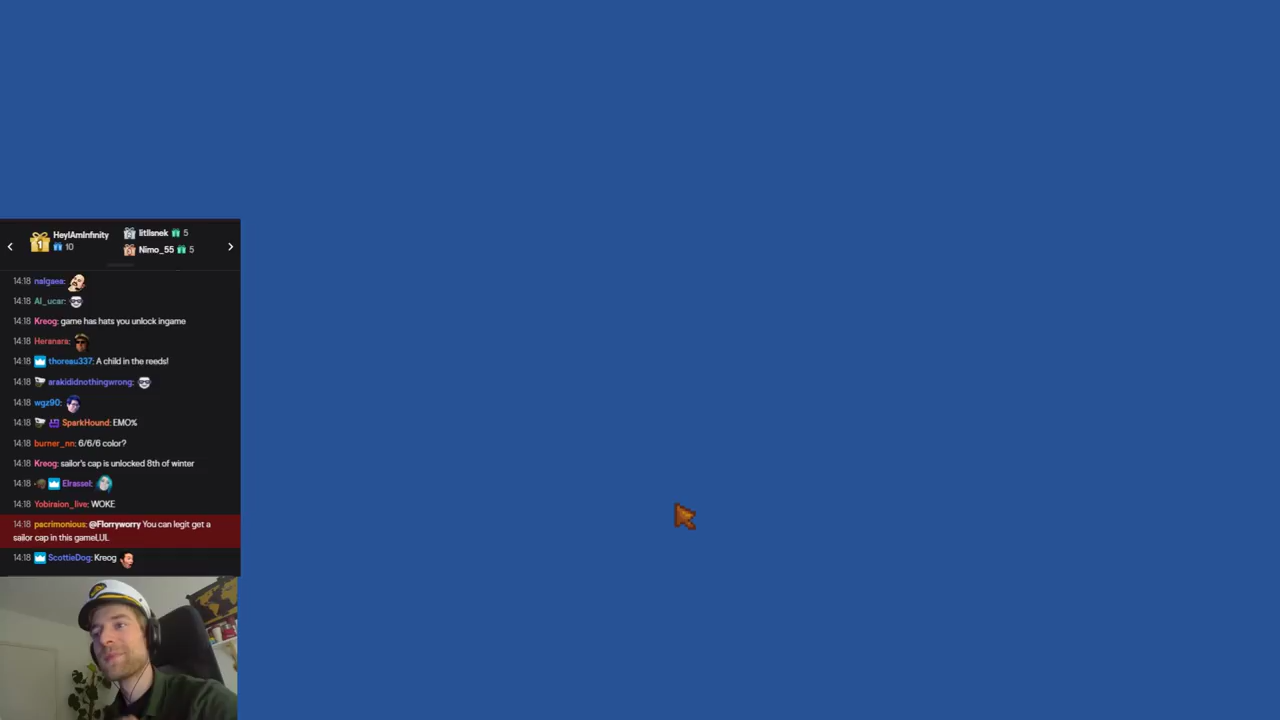 HeyIAmInfinity
10
litllsnek 5
Nimo_55 5
14:18 nalgaea:
14:18 Al_ucar:
14:18 Kreog: game has hats you unlock ingame
14:18 Heranara:
14:18 thoreau337: A child in the reeds!
14:18 arakididnothingwrong:
14:18 wgz90:
14:18 SparkHound: EMO%
14:18 burner_nn: 6/6/6 color?
14:18 Kreog: sailor's cap is unlocked 8th of winter
14:18 Elrassel:
14:18 Yobiraion_live: WOKE
14:18 pacrimonious: @Florryworry You can legit get a
sailor cap in this gameLUL
14:18 ScottieDog: Kreog